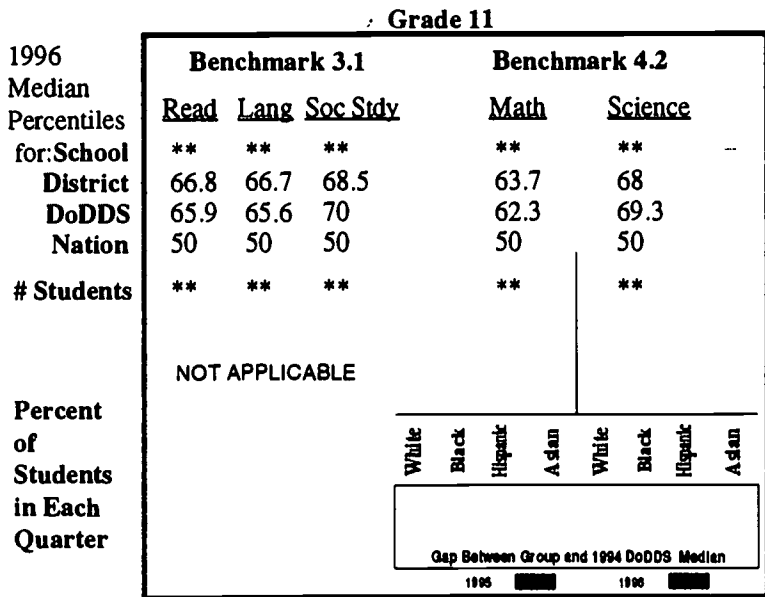 Grade 11
1996 Median Percentiles for:
Benchmark 3.1 Benchmark 4.2
Read Lang Soc Stdy Math Science
School ** ** ** ** ** --
District 66.8 66.7 68.5 63.7 68
DoDDS 65.9 65.6 70 62.3 69.3
Nation 50 50 50 50 50
# Students ** ** ** ** **
NOT APPLICABLE
Percent
of
Students
in Each
Quarter
White Black Hispanic Asian White Black Hispanic Asian
Gap Between Group and 1994 DoDDS Median
1995 1996